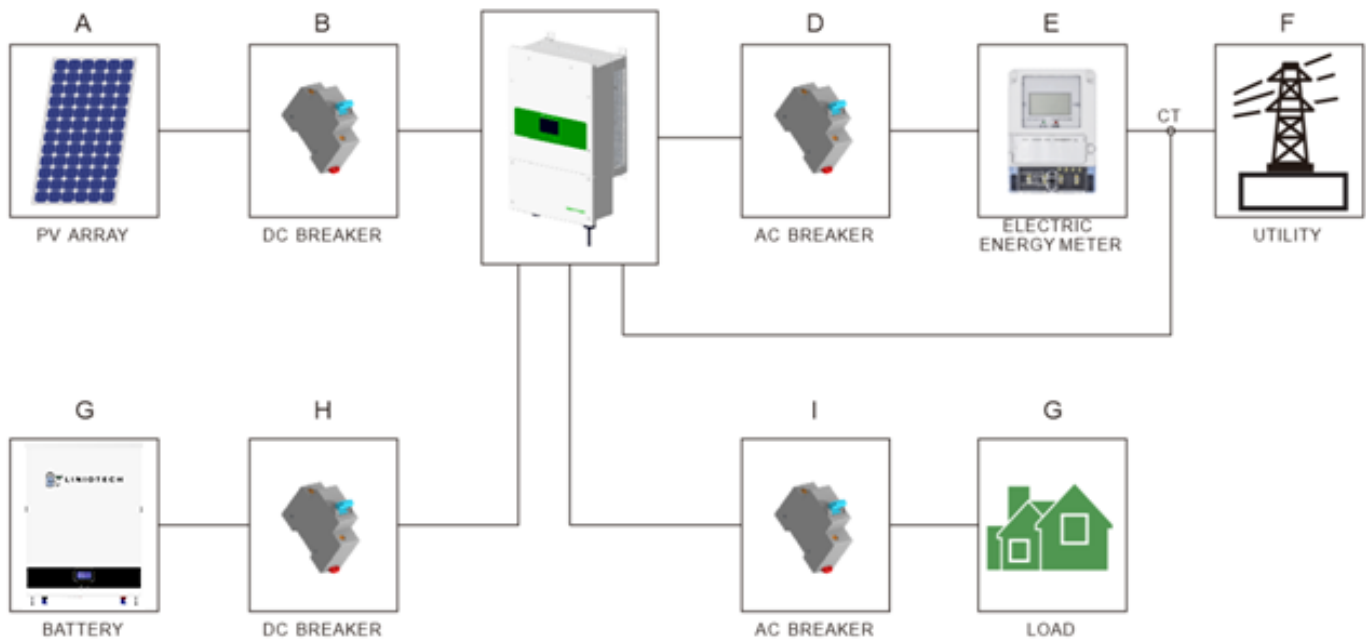 A
B
D
E
F
CT
PV ARRAY
DC BREAKER
AC BREAKER
ELECTRIC
ENERGY METER
UTILITY
G
H
I
G
LINIOTECH
BATTERY
DC BREAKER
AC BREAKER
LOAD